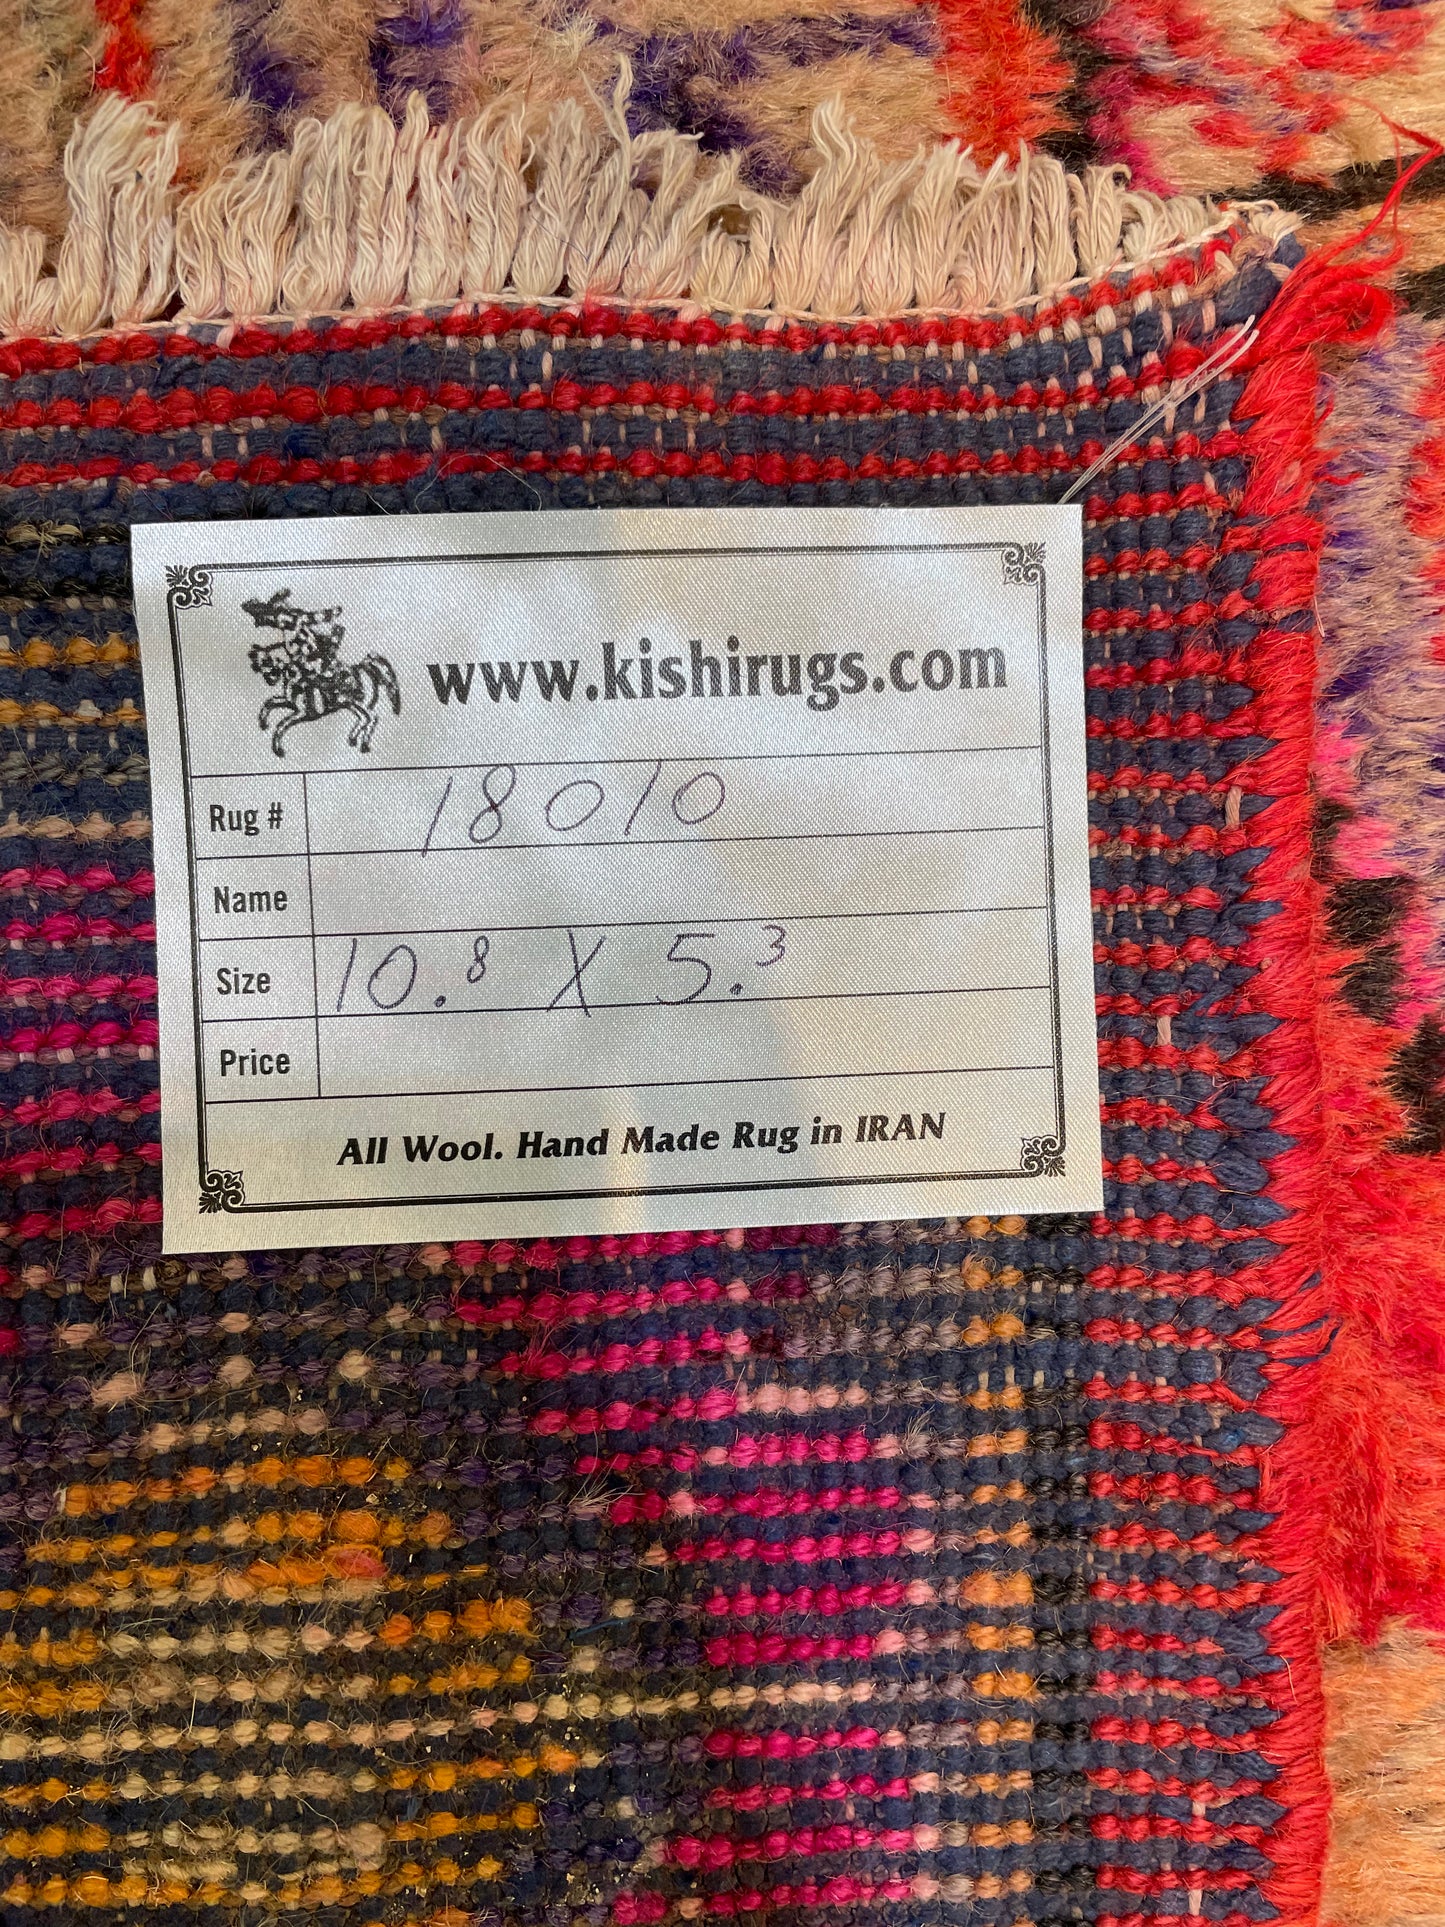 www.kishirugs.com
Rug # 18010
Name
Size 10.8 X 5.3
Price
All Wool. Hand Made Rug in IRAN